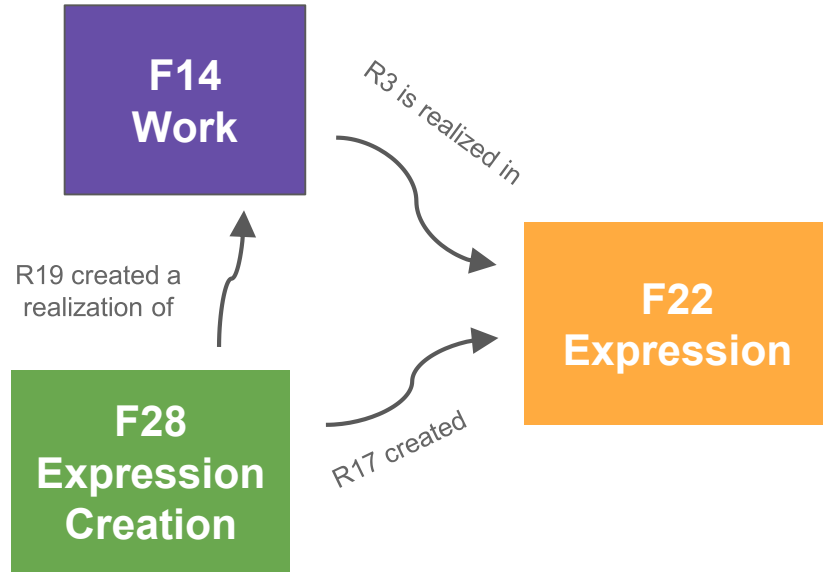 F14
Work
R3 is realized in
R19 created a
realization of
F22
Expression
F28
Expression
Creation
R17 created